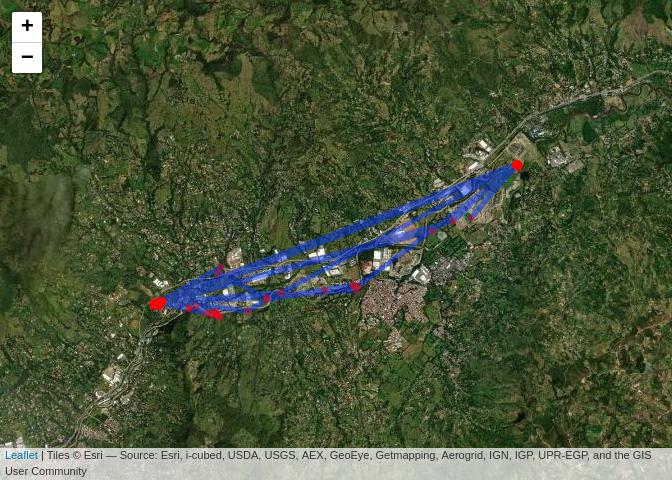 +
−
Leaflet | Tiles © Esri — Source: Esri, i-cubed, USDA, USGS, AEX, GeoEye, Getmapping, Aerogrid, IGN, IGP, UPR-EGP, and the GIS
User Community